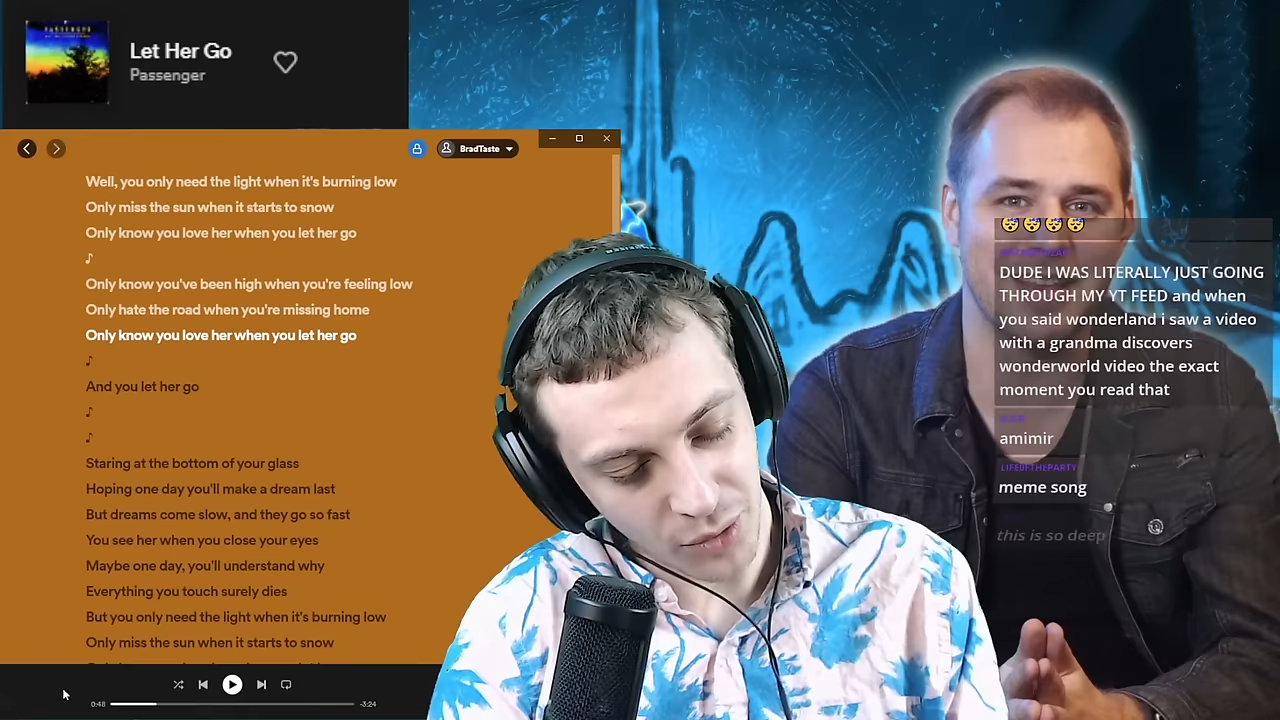 Let Her Go
Passenger
BradTaste
Well, you only need the light when it's burning low
Only miss the sun when it starts to snow
Only know you love her when you let her go
♪
Only know you've been high when you're feeling low
Only hate the road when you're missing home
Only know you love her when you let her go
♪
And you let her go
♪
♪
Staring at the bottom of your glass
Hoping one day you'll make a dream last
But dreams come slow, and they go so fast
You see her when you close your eyes
Maybe one day, you'll understand why
Everything you touch surely dies
But you only need the light when it's burning low
Only miss the sun when it starts to snow
0:48
-3:24
DUDE I WAS LITERALLY JUST GOING
THROUGH MY YT FEED and when
you said wonderland i saw a video
with a grandma discovers
wonderworld video the exact
moment you read that
amimir
LIFE0FTHEPARTY
meme song
this is so deep